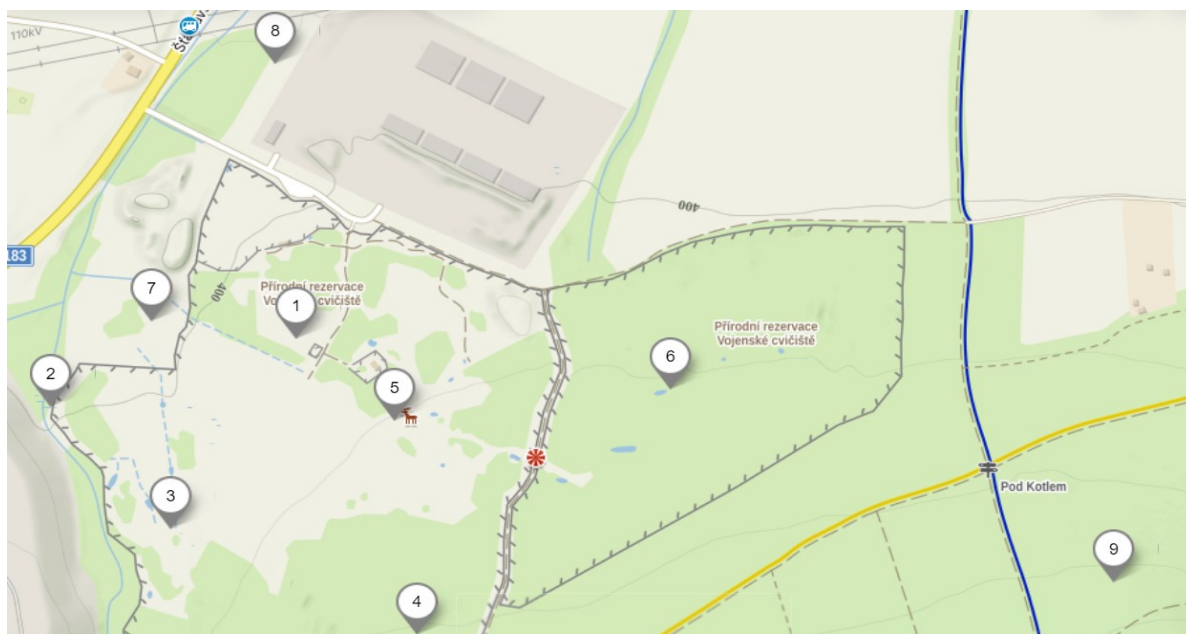 8
110kV
400
183
7
400
Přírodní rezervace
Vojenské cvičiště
1
Přírodní rezervace
Vojenské cvičiště
6
2
5
3
Pod Kotlem
9
4